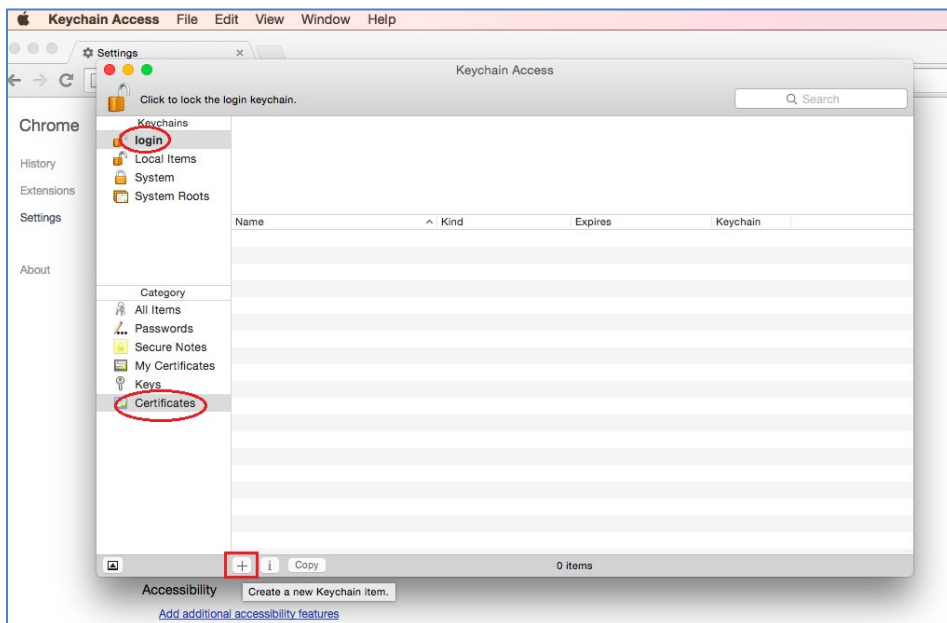 Keychain Access File Edit View Window Help
Settings
Keychain Access
Click to lock the login keychain.
Search
Chrome
History
Extensions
Settings
About
Keychains
login
Local Items
System
System Roots
Name Kind Expires Keychain
Category
All Items
Passwords
Secure Notes
My Certificates
Keys
Certificates
+ i Copy 0 items
Accessibility
Create a new Keychain item.
Add additional accessibility features